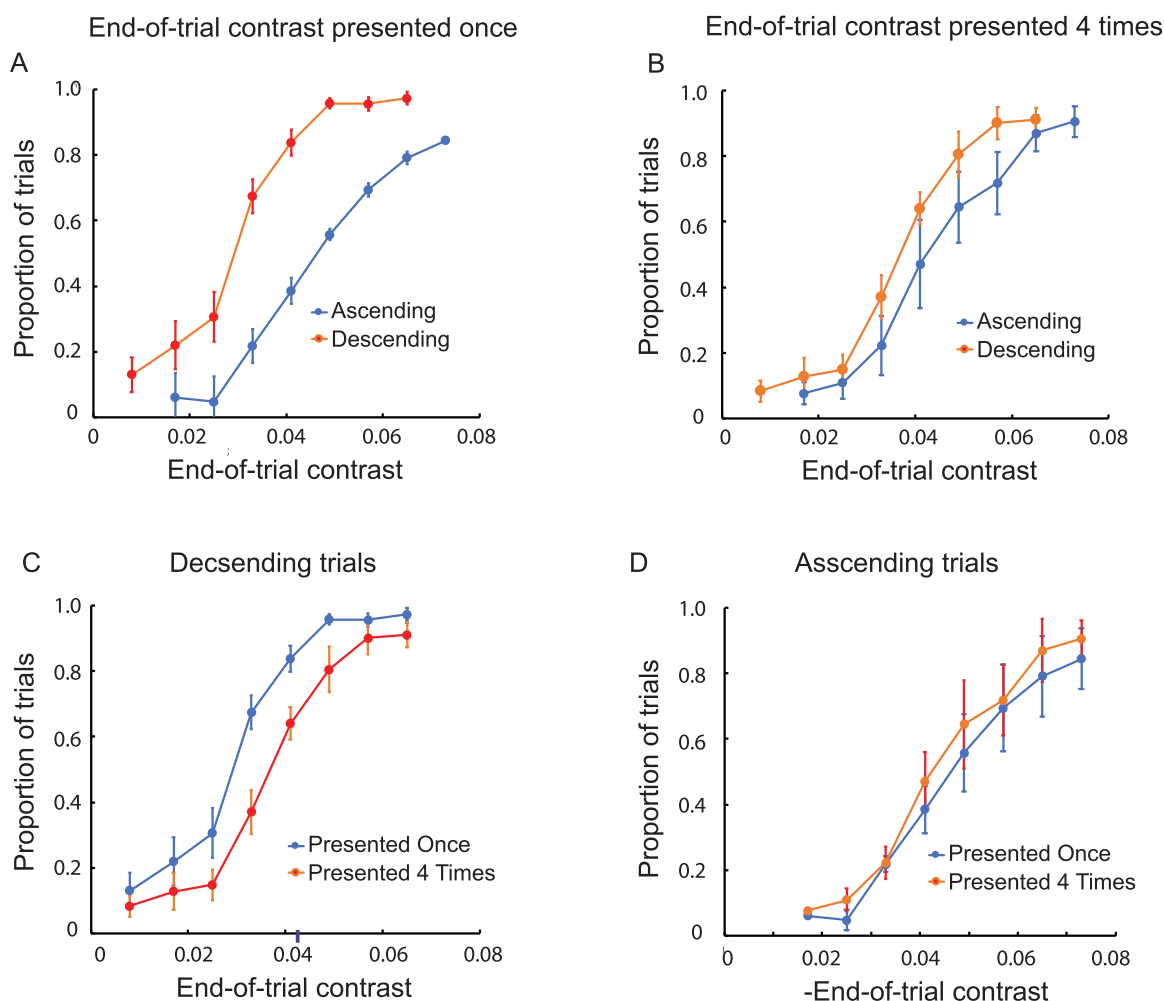 End-of-trial contrast presented once
End-of-trial contrast presented 4 times
A
1.0
0.8
0.6
0.4
0.2
0
Proportion of trials
Ascending
Descending
0 0.02 0.04 0.06 0.08
End-of-trial contrast
B
1.0
0.8
0.6
0.4
0.2
0
Proportion of trials
Ascending
Descending
0 0.02 0.04 0.06 0.08
End-of-trial contrast
C
Decsending trials
1.0
0.8
0.6
0.4
0.2
0
Proportion of trials
Presented Once
Presented 4 Times
0 0.02 0.04 0.06 0.08
End-of-trial contrast
D
Asscending trials
1.0
0.8
0.6
0.4
0.2
0
Proportion of trials
Presented Once
Presented 4 Times
0 0.02 0.04 0.06 0.08
-End-of-trial contrast